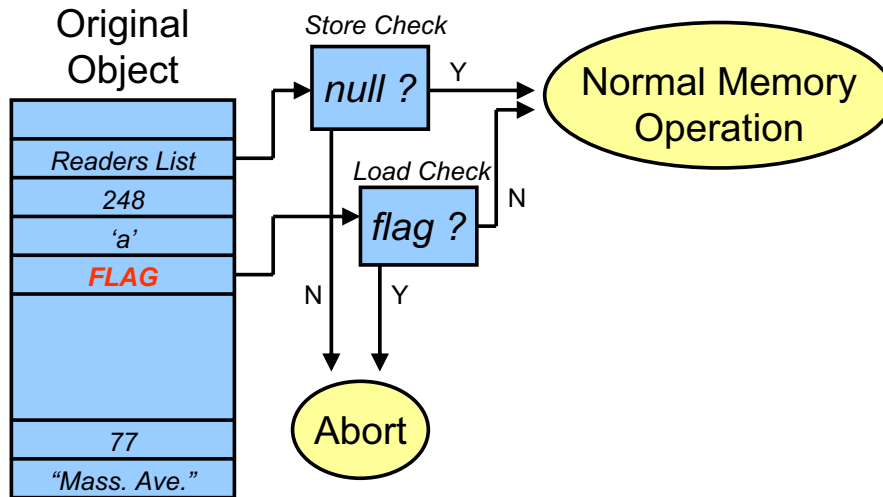 Original
Object
Readers List
248
‘a’
FLAG
77
“Mass. Ave.”
Store Check
null ?
Y
N
Load Check
flag ?
N
Y
Normal Memory
Operation
Abort